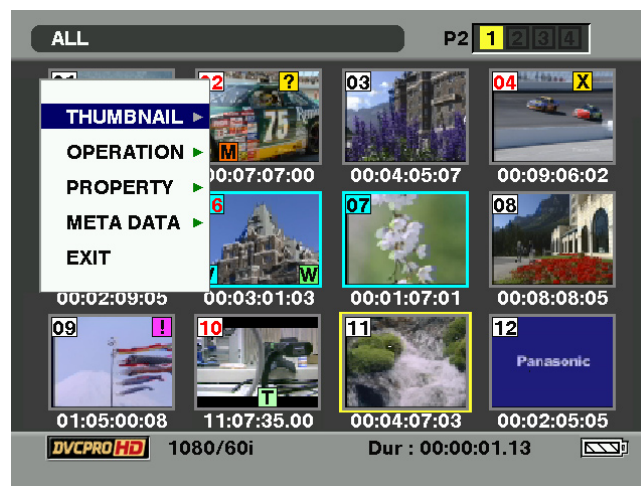 ALL P2 1 2 3 4
02 ? 03 04 X
75
THUMBNAIL
OPERATION M
00:07:07:00 00:04:05:07 00:09:06:02
PROPERTY
META DATA 6 07 08
EXIT
W
00:02:09:05 00:03:01:03 00:01:07:01 00:08:08:05
09 ! 10 11 12
Panasonic
T
01:05:00:08 11:07:35.00 00:04:07:03 00:02:05:05
DVCPRO HD 1080/60i Dur : 00:00:01.13